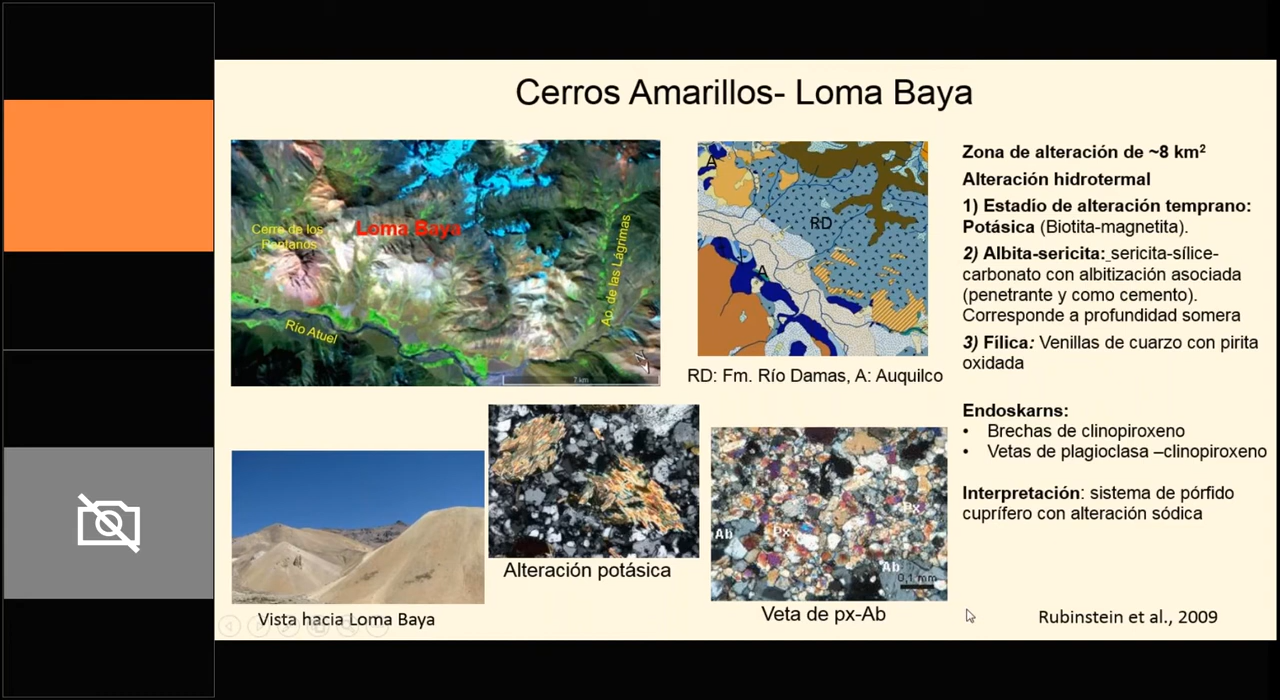 Cerros Amarillos- Loma Baya
Cerro de los
Pantanos
Loma Baya
Ao. de las Lágrimas
Río Atuel
7 km
A
RD
A
RD: Fm. Río Damas, A: Auquilco
Zona de alteración de ~8 km²
Alteración hidrotermal
1) Estadío de alteración temprano:
Potásica (Biotita-magnetita).
2) Albita-sericita: sericita-sílice-
carbonato con albitización asociada
(penetrante y como cemento).
Corresponde a profundidad somera
3) Fílica: Venillas de cuarzo con pirita
oxidada
Endoskarns:
• Brechas de clinopiroxeno
• Vetas de plagioclasa –clinopiroxeno
Interpretación: sistema de pórfido
cuprífero con alteración sódica
Vista hacia Loma Baya
Alteración potásica
Ab
Px
Px
Ab
0,1 mm
Veta de px-Ab
Rubinstein et al., 2009